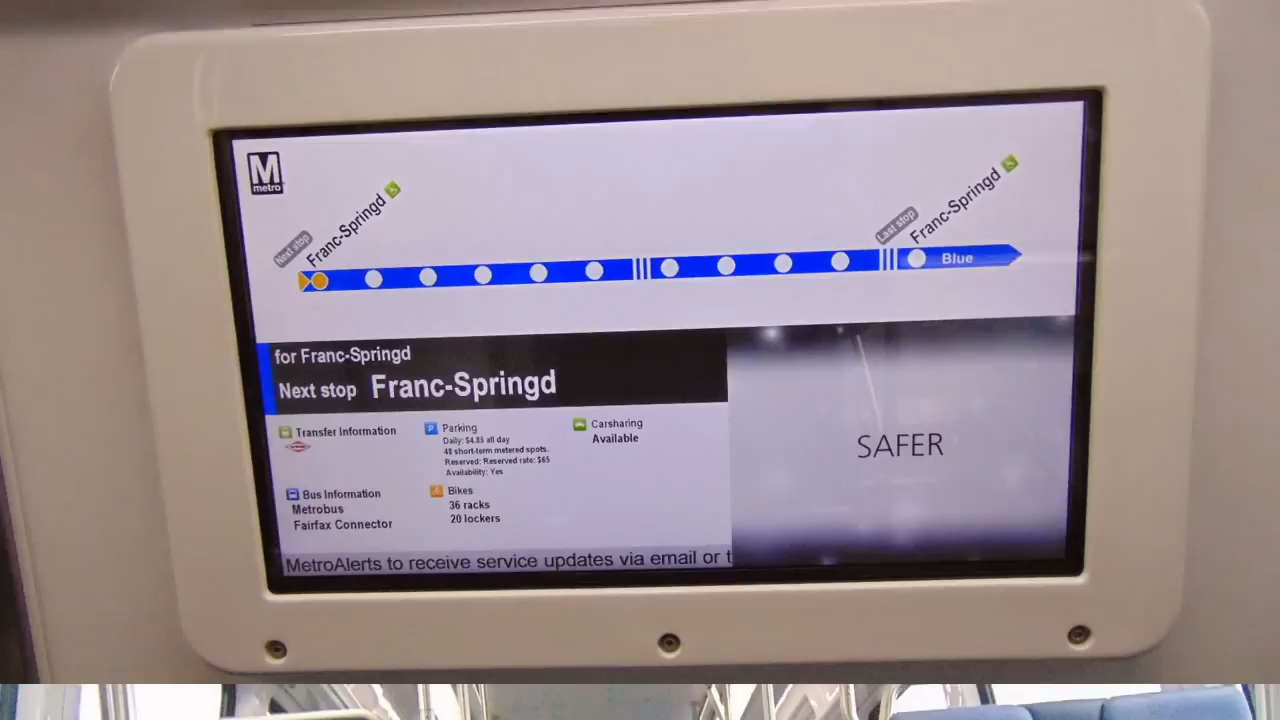 M
metro
Next stop
Franc-Springd
Last stop
Franc-Springd
Blue
for Franc-Springd
Next stop Franc-Springd
Transfer Information
P Parking
Daily: $4.85 all day
48 short-term metered spots.
Reserved: Reserved rate: $65
Availability: Yes
Carsharing
Available
Bus Information
Metrobus
Fairfax Connector
Bikes
36 racks
20 lockers
SAFER
MetroAlerts to receive service updates via email or t